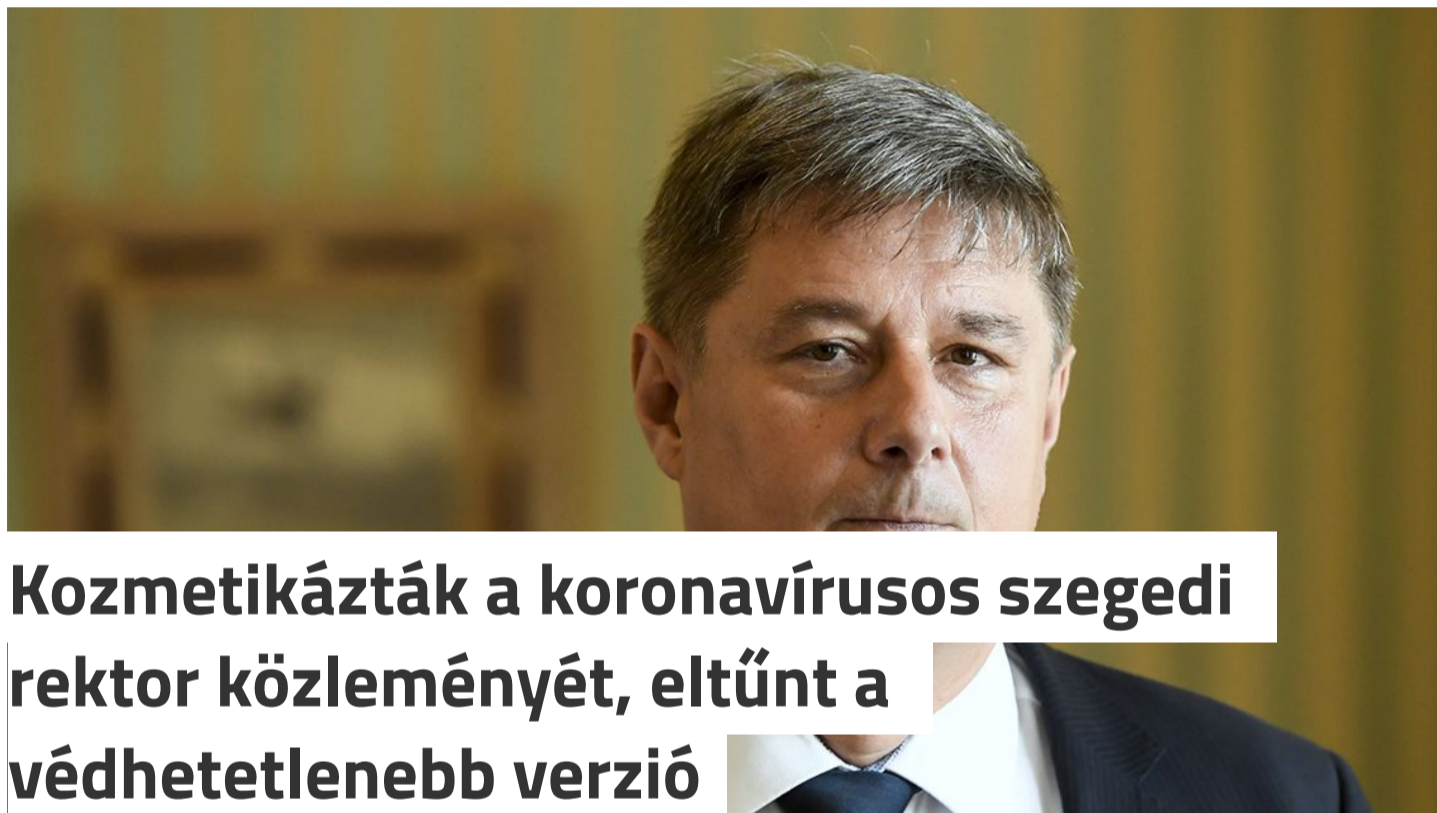 Kozmetikázták a koronavírusos szegedi
rektor közleményét, eltűnt a
védhetetlenebb verzió